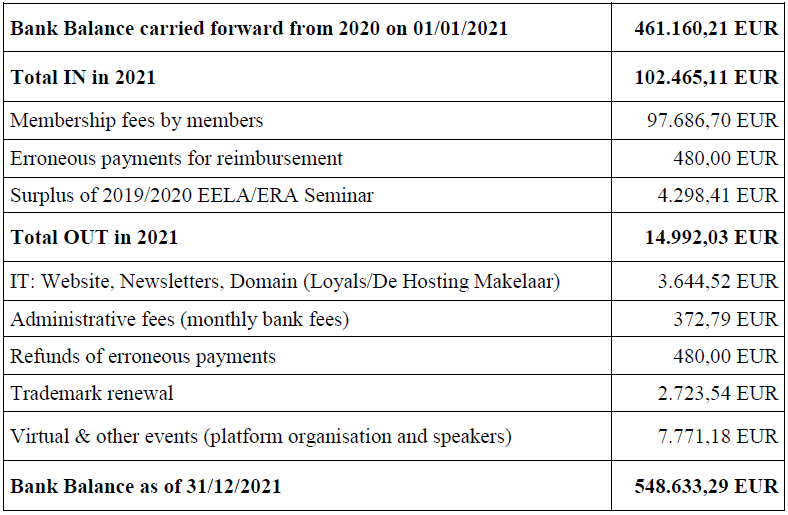 Bank Balance carried forward from 2020 on 01/01/2021 461.160,21 EUR
Total IN in 2021 102.465,11 EUR
Membership fees by members 97.686,70 EUR
Erroneous payments for reimbursement 480,00 EUR
Surplus of 2019/2020 EELA/ERA Seminar 4.298,41 EUR
Total OUT in 2021 14.992,03 EUR
IT: Website, Newsletters, Domain (Loyals/De Hosting Makelaar) 3.644,52 EUR
Administrative fees (monthly bank fees) 372,79 EUR
Refunds of erroneous payments 480,00 EUR
Trademark renewal 2.723,54 EUR
Virtual & other events (platform organisation and speakers) 7.771,18 EUR
Bank Balance as of 31/12/2021 548.633,29 EUR